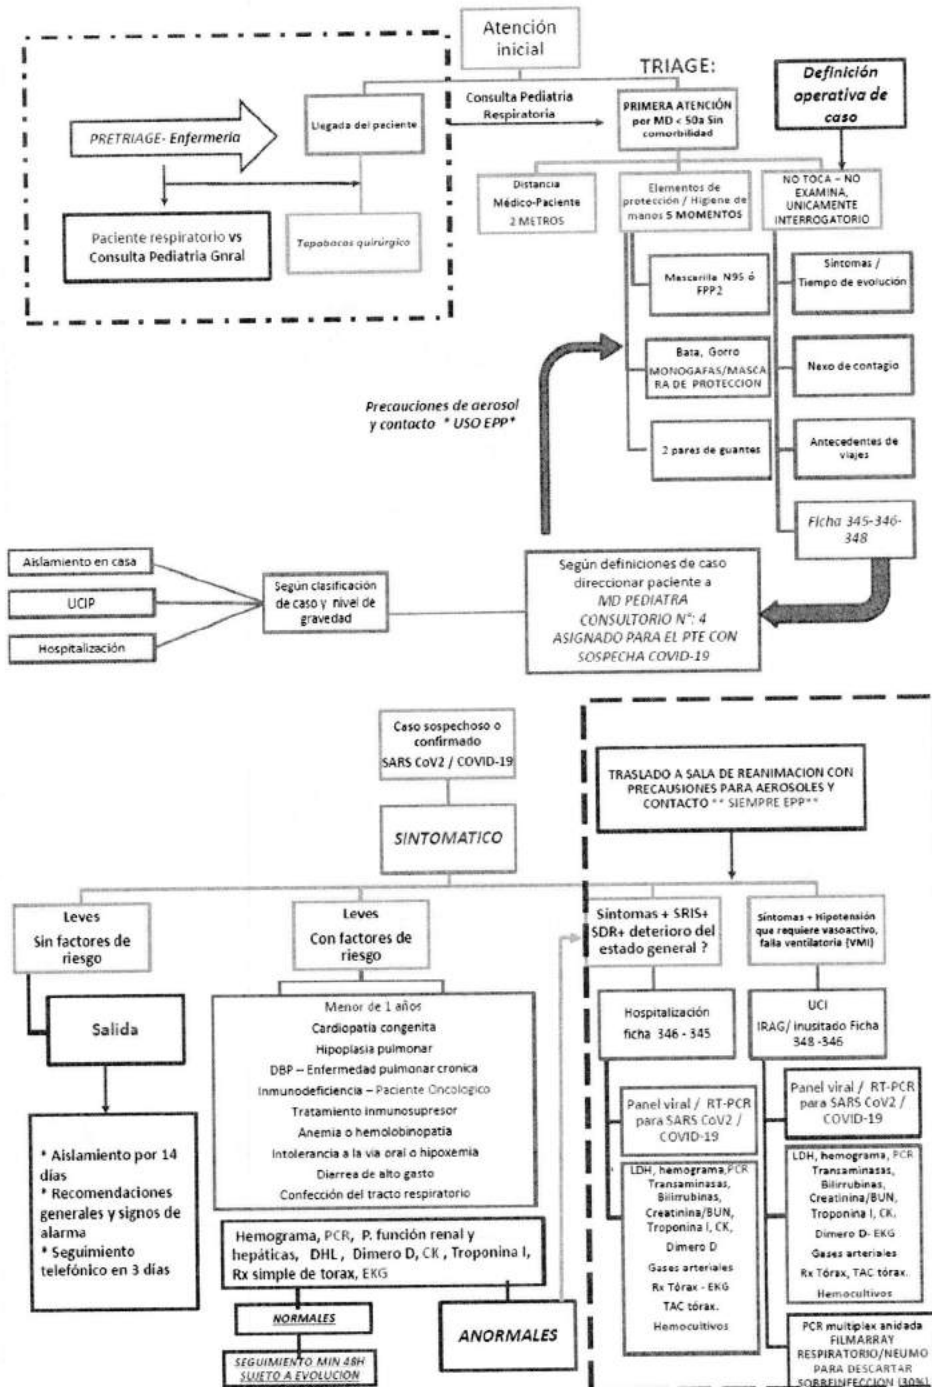 Atención
inicial
TRIAGE:
Definición
operativa de
caso
PRETRIAGE- Enfermería
Llegada del paciente
Consulta Pediatria
Respiratoria
PRIMERA ATENCIÓN
per MD < 50a Sin
comorbilidad
Paciente respiratorio vs
Consulta Pediatria Gnral
Tapabocas quirúrgico
Distancia
Médico-Paciente
2 METROS
Elementos de
protección / Higiene de
manos 5 MOMENTOS
NO TOCA – NO
EXAMINA,
UNICAMENTE
INTERROGATORIO
Mascarilla N95 ó
FPP2
Síntomas /
Tiempo de evolución
Bata, Gorro
MONOGAFAS/MASCA
RA DE PROTECCION
Nexo de contagio
Precauciones de aerosol
y contacto * USO EPP*
2 pares de guantes
Antecedentes de
viajes
Ficha 345-346-
348
Aislamiento en casa
UCIP
Hospitalización
Según clasificación
de caso y nivel de
gravedad
Según definiciones de caso
direccionar paciente a
MD PEDIATRA
CONSULTORIO N°: 4
ASIGNADO PARA EL PTE CON
SOSPECHA COVID-19
Caso sospechoso o
confirmado
SARS CoV2 / COVID-19
SINTOMATICO
TRASLADO A SALA DE REANIMACION CON
PRECAUSIONES PARA AEROSOLES Y
CONTACTO ** SIEMPRE EPP**
Leves
Sin factores de
riesgo
Leves
Con factores de
riesgo
Síntomas + SRIS+
SDR+ deterioro del
estado general ?
Síntomas + Hipotensión
que requiere vasoactivo,
falla ventilatoria (VMI)
Salida
* Aislamiento por 14
días
* Recomendaciones
generales y signos de
alarma
* Seguimiento
telefónico en 3 días
Menor de 1 años
Cardiopatia congenita
Hipoplasia pulmonar
DBP – Enfermedad pulmonar cronica
Inmunodeficiencia – Paciente Oncologico
Tratamiento inmunosupresor
Anemia o hemolobinopatia
Intolerancia a la via oral o hipoxemia
Diarrea de alto gasto
Confección del tracto respiratorio
Hemograma, PCR, P. función renal y
hepáticas, DHL , Dimero D, CK , Troponina I,
Rx simple de torax, EKG
NORMALES
SEGUIMIENTO MIN 48H
SUJETO A EVOLUCION
ANORMALES
Hospitalización
ficha 346 - 345
Panel viral / RT-PCR
para SARS CoV2 /
COVID-19
LDH, hemograma,PCR
Transaminasas,
Bilirrubinas,
Creatinina/BUN,
Troponina I, CK,
Dimero D
Gases arteriales
Rx Tórax - EKG
TAC tórax.
Hemocultivos
UCI
IRAG/ inusitado Ficha
348 -346
Panel viral / RT-PCR
para SARS CoV2 /
COVID-19
LDH, hemograma, PCR
Transaminasas,
Bilirrubinas,
Creatinina/BUN,
Troponina I, CK,
Dimero D- EKG
Gases arteriales
Rx Tórax, TAC tórax.
Hemocultivos
PCR multiplex anidada
FILMARRAY
RESPIRATORIO/NEUMO
PARA DESCARTAR
SOBREINFECCION (30%)